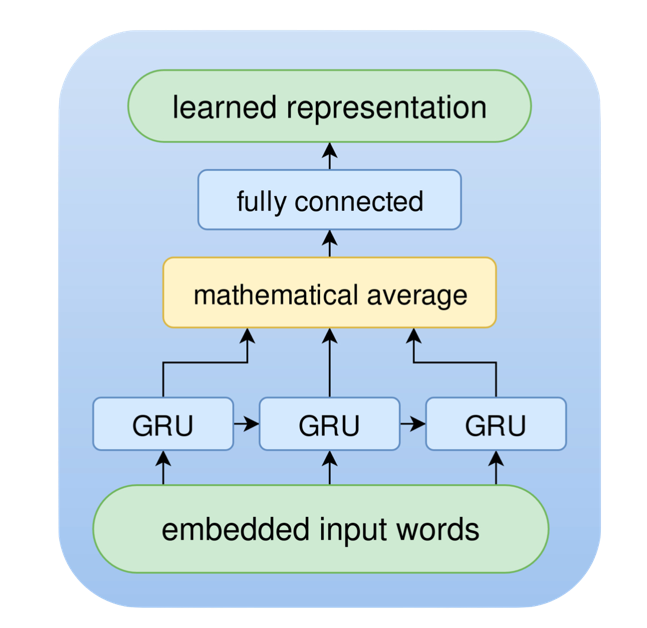 learned representation
fully connected
mathematical average
GRU GRU GRU
embedded input words